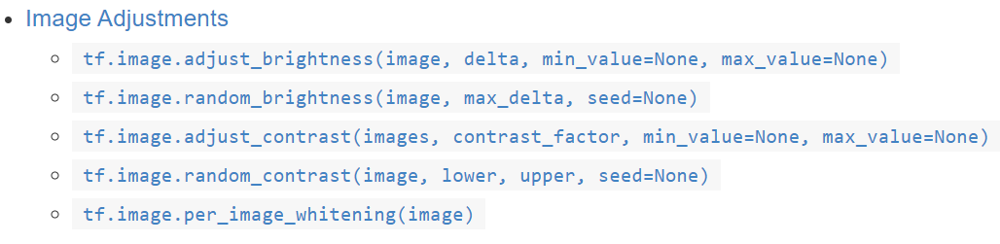 Image Adjustments
tf.image.adjust_brightness(image, delta, min_value=None, max_value=None)
tf.image.random_brightness(image, max_delta, seed=None)
tf.image.adjust_contrast(images, contrast_factor, min_value=None, max_value=None)
tf.image.random_contrast(image, lower, upper, seed=None)
tf.image.per_image_whitening(image)